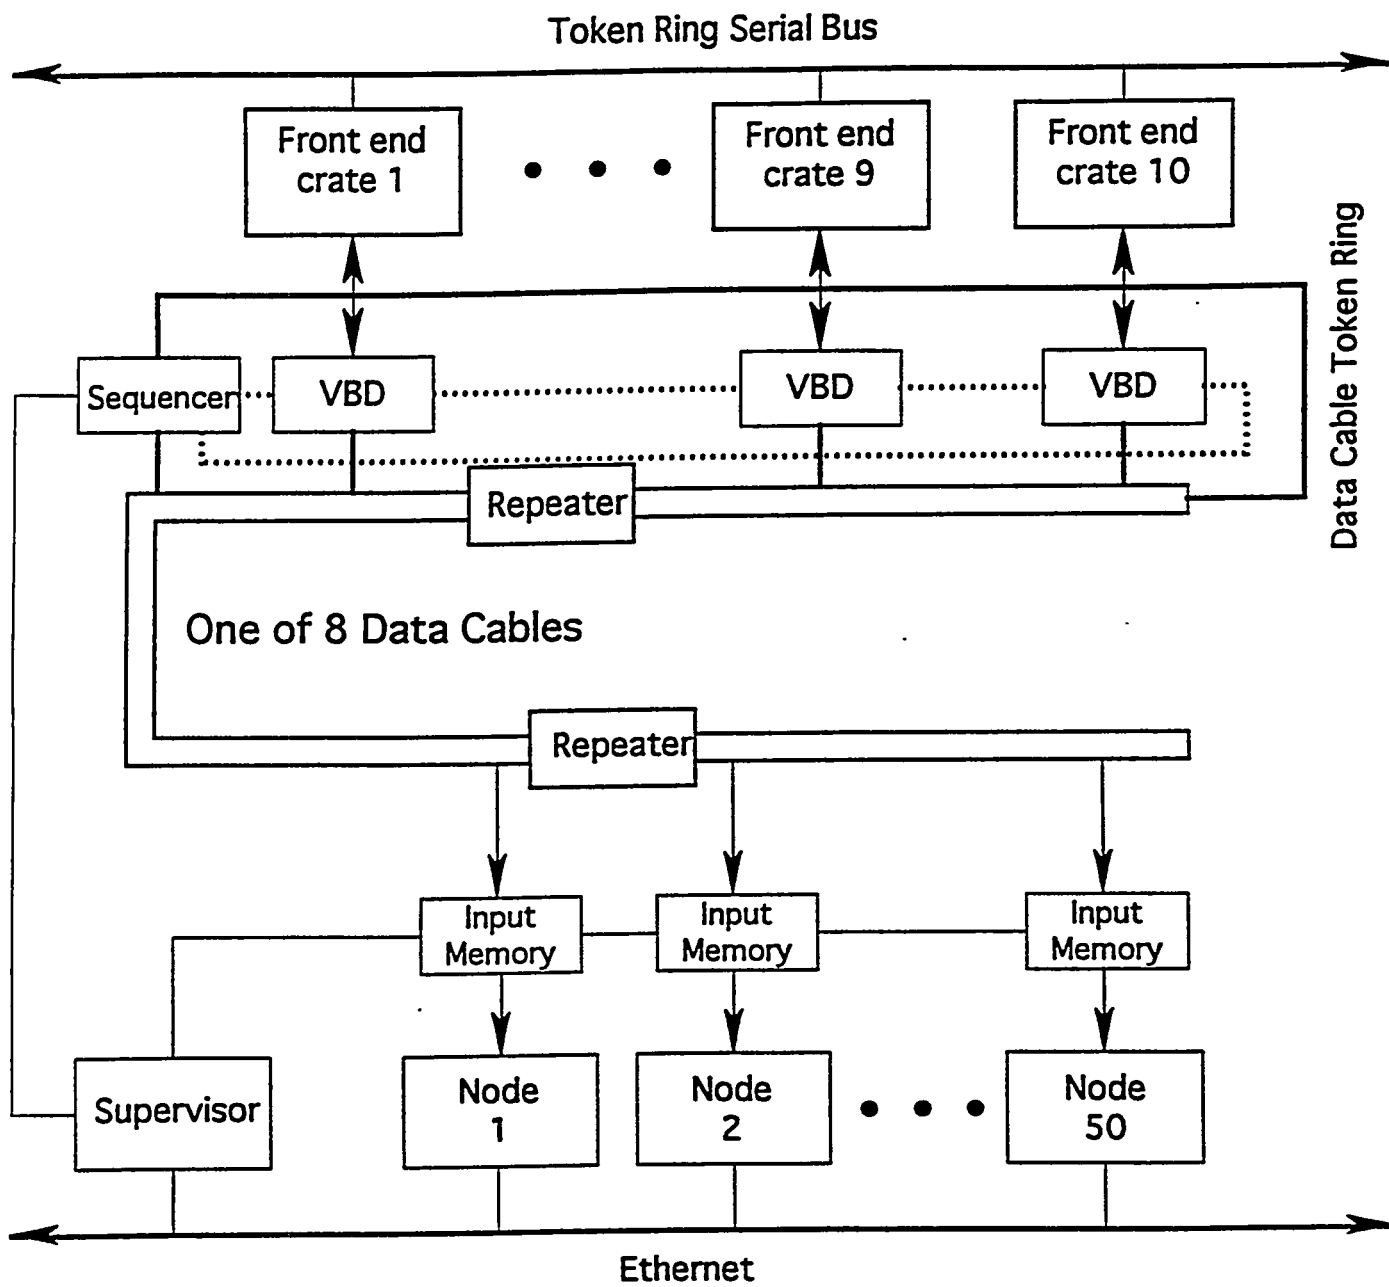 Token Ring Serial Bus
Front end
crate 1
Front end
crate 9
Front end
crate 10
Data Cable Token Ring
Sequencer
VBD
VBD
VBD
Repeater
One of 8 Data Cables
Repeater
Input
Memory
Input
Memory
Input
Memory
Supervisor
Node
1
Node
2
Node
50
Ethernet